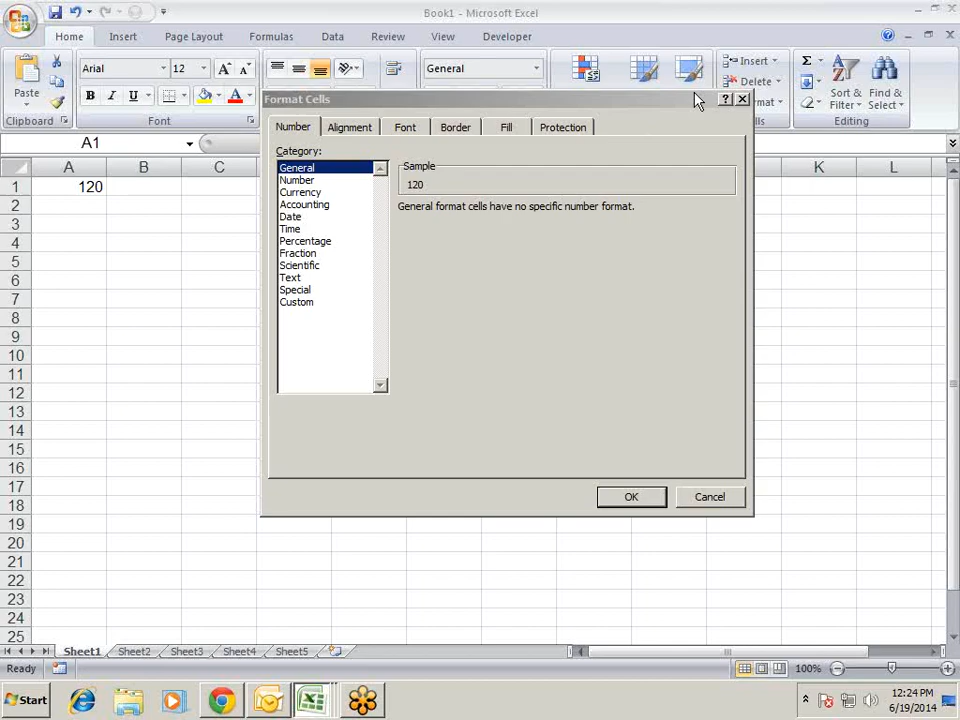 Book1 - Microsoft Excel
Home Insert Page Layout Formulas Data Review View Developer
Paste
Arial 12
General
Insert
Delete
Σ
Sort & Filter
Find & Select
B I U
Clipboard Font Editing
A1
A B C K L
1 120
2
3
4
5
6
7
8
9
10
11
12
13
14
15
16
17
18
19
20
21
22
23
24
25
Format Cells
Number Alignment Font Border Fill Protection
Category:
General
Number
Currency
Accounting
Date
Time
Percentage
Fraction
Scientific
Text
Special
Custom
Sample
120
General format cells have no specific number format.
OK Cancel
Sheet1 Sheet2 Sheet3 Sheet4 Sheet5
Ready 100%
Start
12:24 PM
6/19/2014